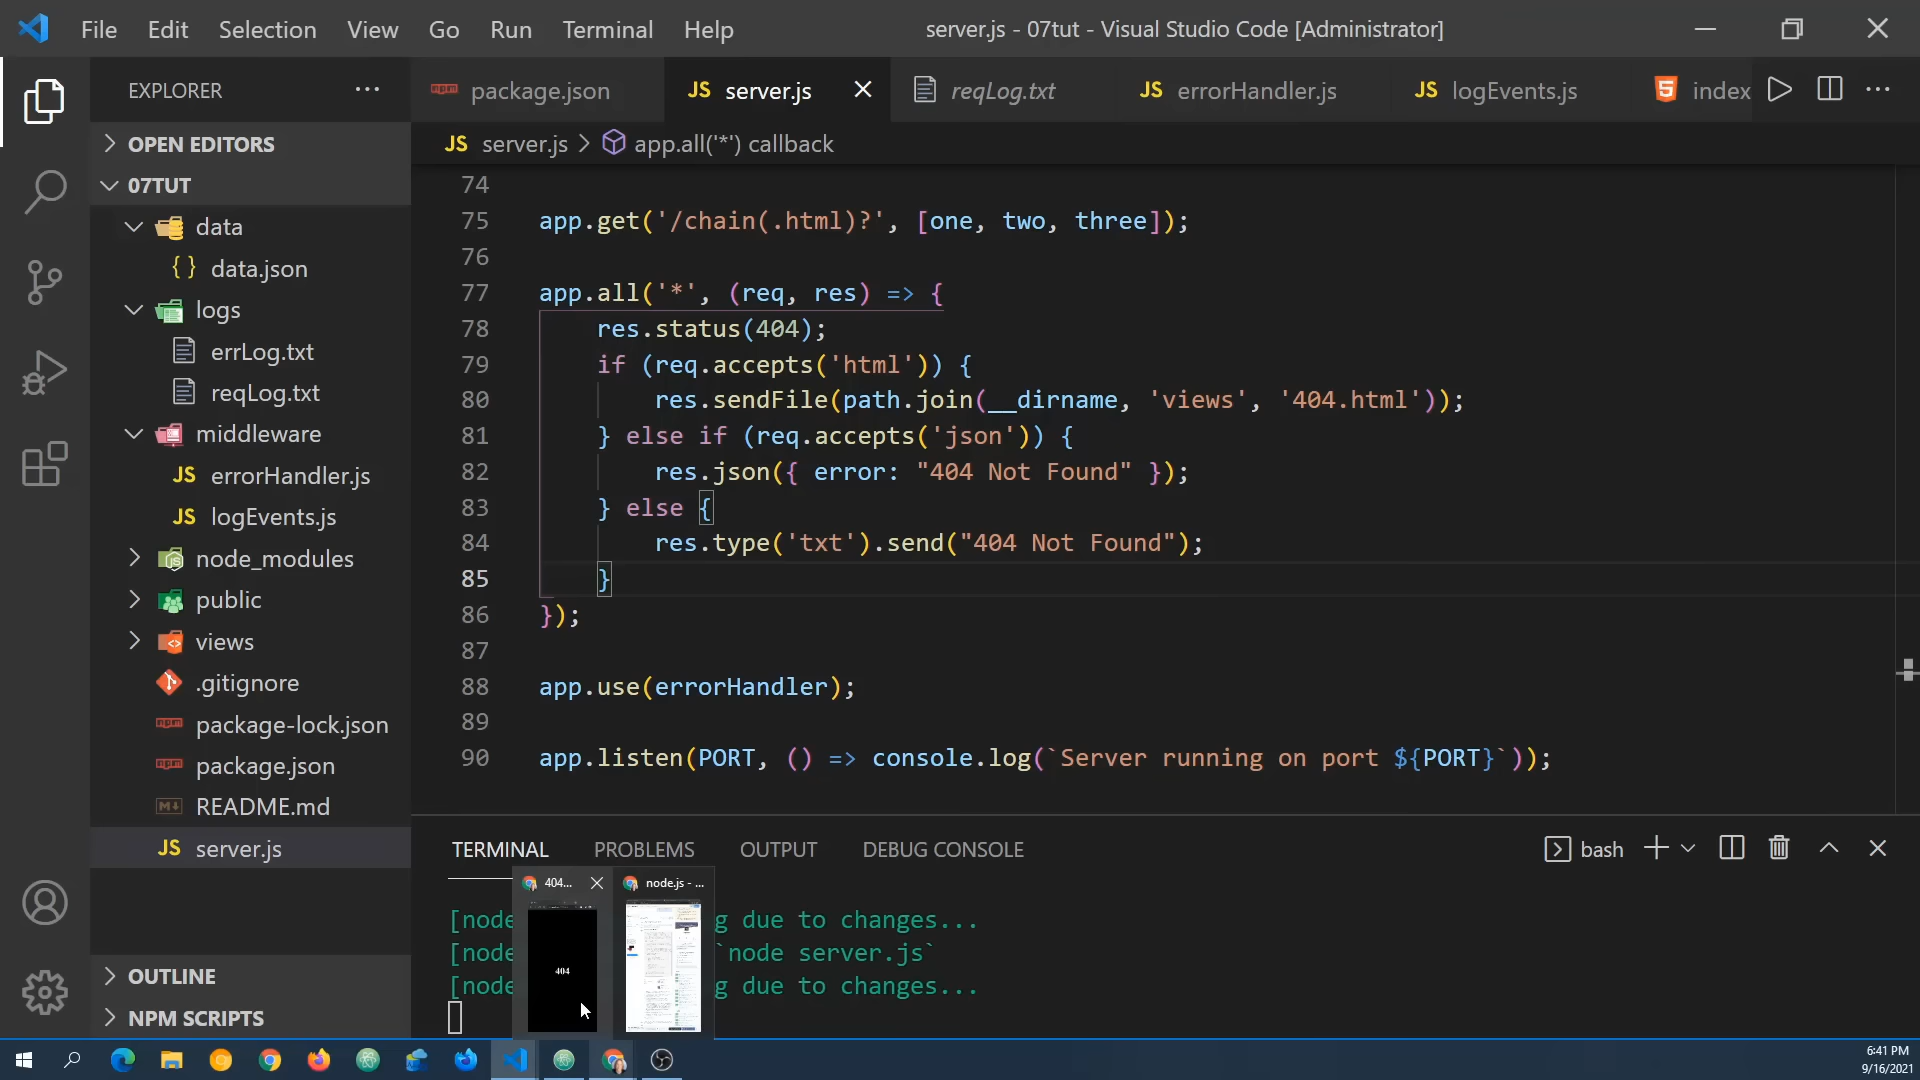 File Edit Selection View Go Run Terminal Help server.js - 07tut - Visual Studio Code [Administrator]
EXPLORER
OPEN EDITORS
07TUT
data
data.json
logs
errLog.txt
reqLog.txt
middleware
JS errorHandler.js
JS logEvents.js
node_modules
public
views
.gitignore
package-lock.json
package.json
README.md
JS server.js
OUTLINE
NPM SCRIPTS
package.json JS server.js reqLog.txt JS errorHandler.js JS logEvents.js index
JS server.js > app.all('*') callback
74
75 app.get('/chain(.html)?', [one, two, three]);
76
77 app.all('*', (req, res) => {
78 res.status(404);
79 if (req.accepts('html')) {
80 res.sendFile(path.join(__dirname, 'views', '404.html'));
81 } else if (req.accepts('json')) {
82 res.json({ error: "404 Not Found" });
83 } else {
84 res.type('txt').send("404 Not Found");
85 }
86 });
87
88 app.use(errorHandler);
89
90 app.listen(PORT, () => console.log(`Server running on port ${PORT}`));
TERMINAL PROBLEMS OUTPUT DEBUG CONSOLE bash
404... node.js - ...
[node g due to changes...
[node `node server.js`
[node g due to changes...
404
6:41 PM
9/16/2021